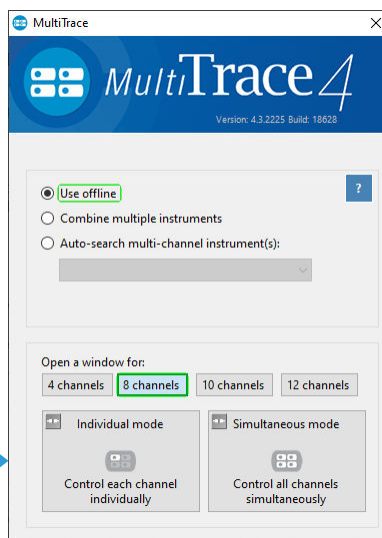 MultiTrace
MultiTrace 4
Version: 4.3.2225 Build: 18628
Use offline
?
Combine multiple instruments
Auto-search multi-channel instrument(s):
Open a window for:
4 channels 8 channels 10 channels 12 channels
Individual mode Simultaneous mode
Control each channel Control all channels
individually simultaneously